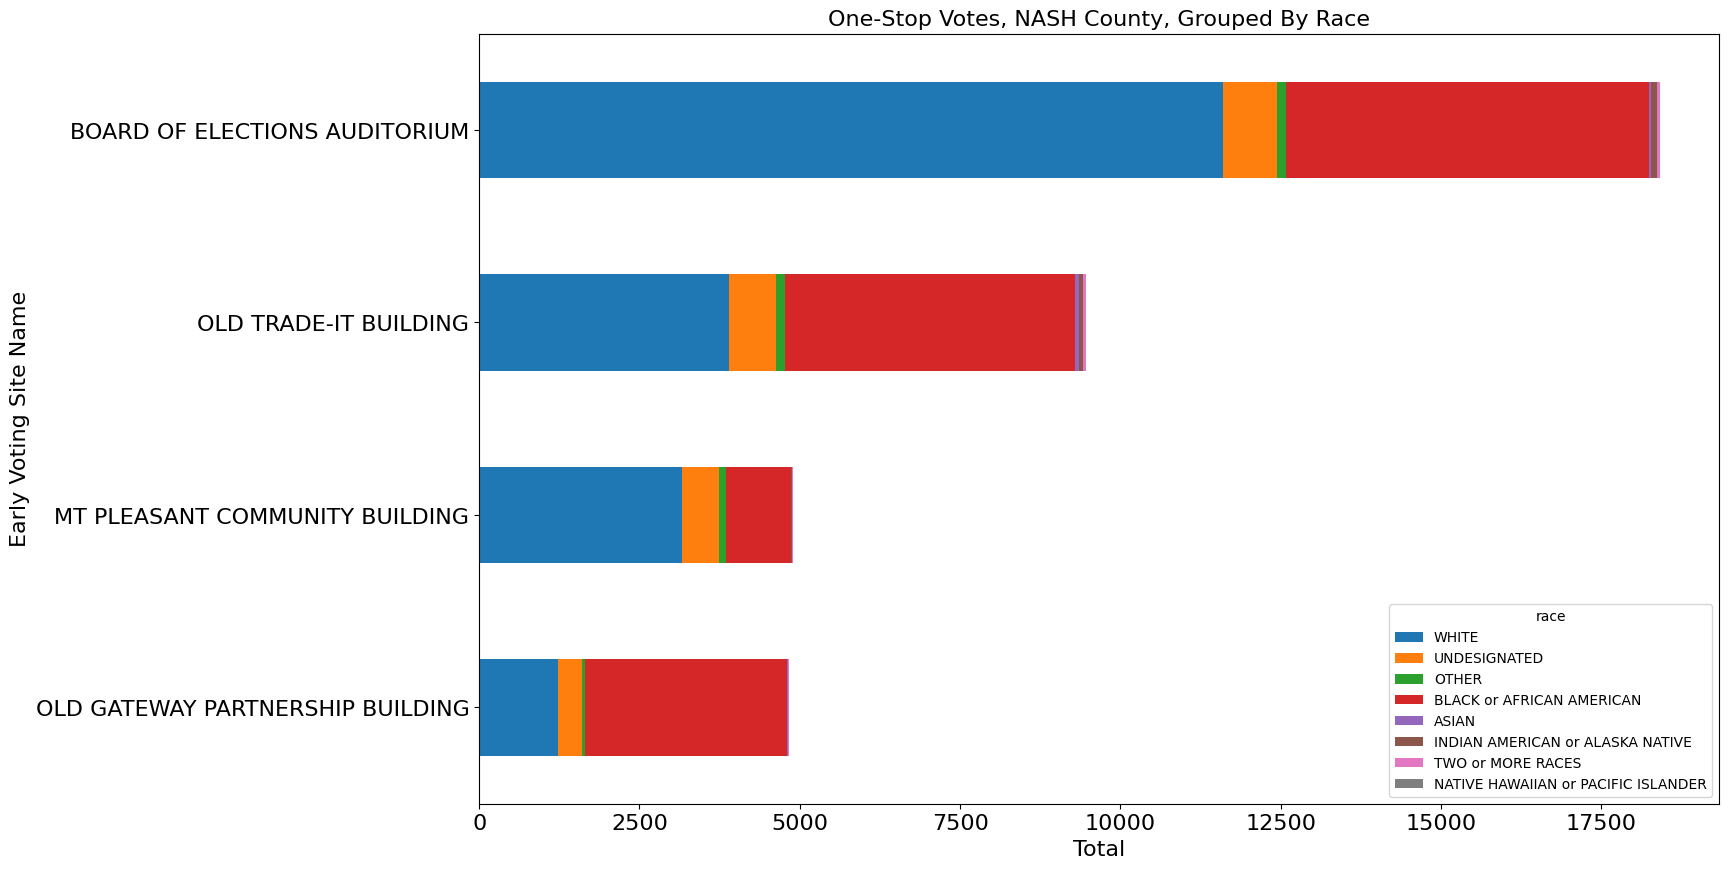 One-Stop Votes, NASH County, Grouped By Race
Early Voting Site Name
BOARD OF ELECTIONS AUDITORIUM
OLD TRADE-IT BUILDING
MT PLEASANT COMMUNITY BUILDING
OLD GATEWAY PARTNERSHIP BUILDING
race
WHITE
UNDESIGNATED
OTHER
BLACK or AFRICAN AMERICAN
ASIAN
INDIAN AMERICAN or ALASKA NATIVE
TWO or MORE RACES
NATIVE HAWAIIAN or PACIFIC ISLANDER
0 2500 5000 7500 10000 12500 15000 17500
Total